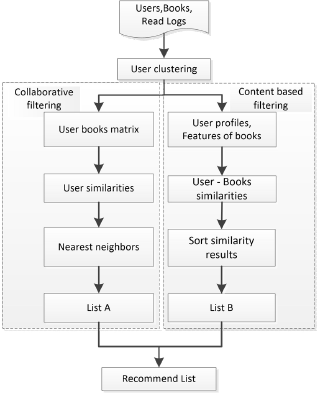 Users,Books,
Read Logs
User clustering
Collaborative
filtering
Content based
filtering
User books matrix
User profiles,
Features of books
User similarities
User - Books
similarities
Nearest neighbors
Sort similarity
results
List A
List B
Recommend List